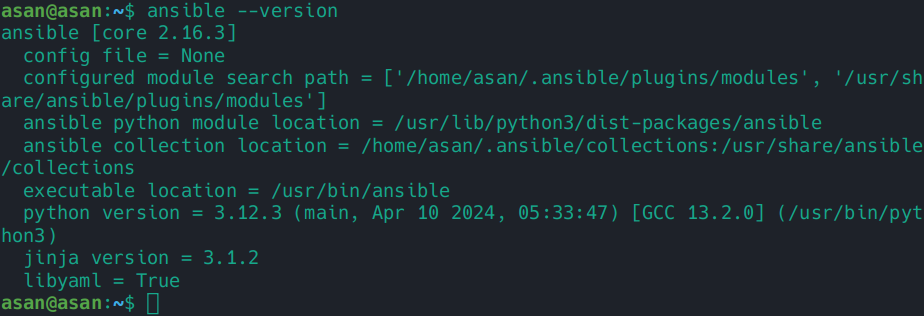 asan@asan:~$ ansible --version
ansible [core 2.16.3]
  config file = None
  configured module search path = ['/home/asan/.ansible/plugins/modules', '/usr/sh
are/ansible/plugins/modules']
  ansible python module location = /usr/lib/python3/dist-packages/ansible
  ansible collection location = /home/asan/.ansible/collections:/usr/share/ansible
/collections
  executable location = /usr/bin/ansible
  python version = 3.12.3 (main, Apr 10 2024, 05:33:47) [GCC 13.2.0] (/usr/bin/pyt
hon3)
  jinja version = 3.1.2
  libyaml = True
asan@asan:~$